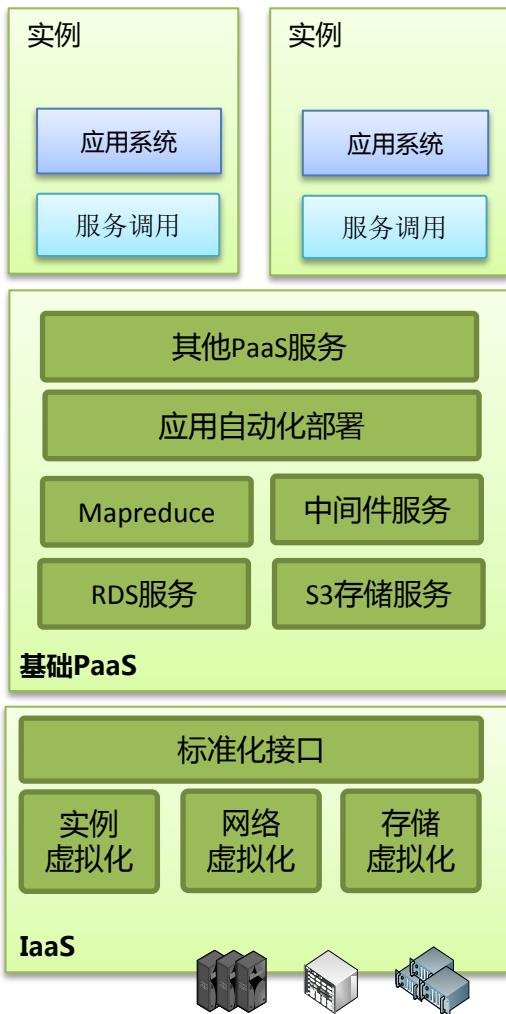 实例
实例
应用系统
应用系统
服务调用
服务调用
其他PaaS服务
应用自动化部署
Mapreduce
中间件服务
RDS服务
S3存储服务
基础PaaS
标准化接口
实例
虚拟化
网络
虚拟化
存储
虚拟化
IaaS